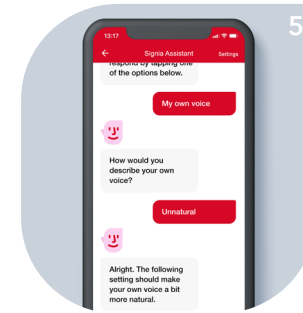 5
13:17
Signia Assistant
Settings
respond by tapping one
of the options below.
My own voice
How would you
describe your own
voice?
Unnatural
Alright. The following
setting should make
your own voice a bit
more natural.